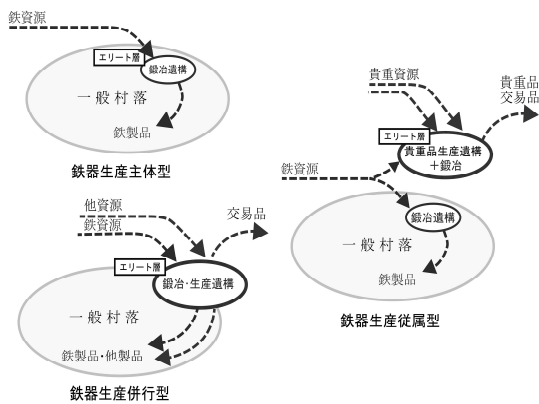 鉄資源
エリート層
鍛冶遺構
一般村落
鉄製品
鉄器生産主体型
他資源
鉄資源
交易品
エリート層
鍛冶・生産遺構
一般村落
鉄製品・他製品
鉄器生産併行型
貴重資源
貴重品
交易品
エリート層
貴重品生産遺構
＋鍛冶
鉄資源
鍛冶遺構
一般村落
鉄製品
鉄器生産従属型